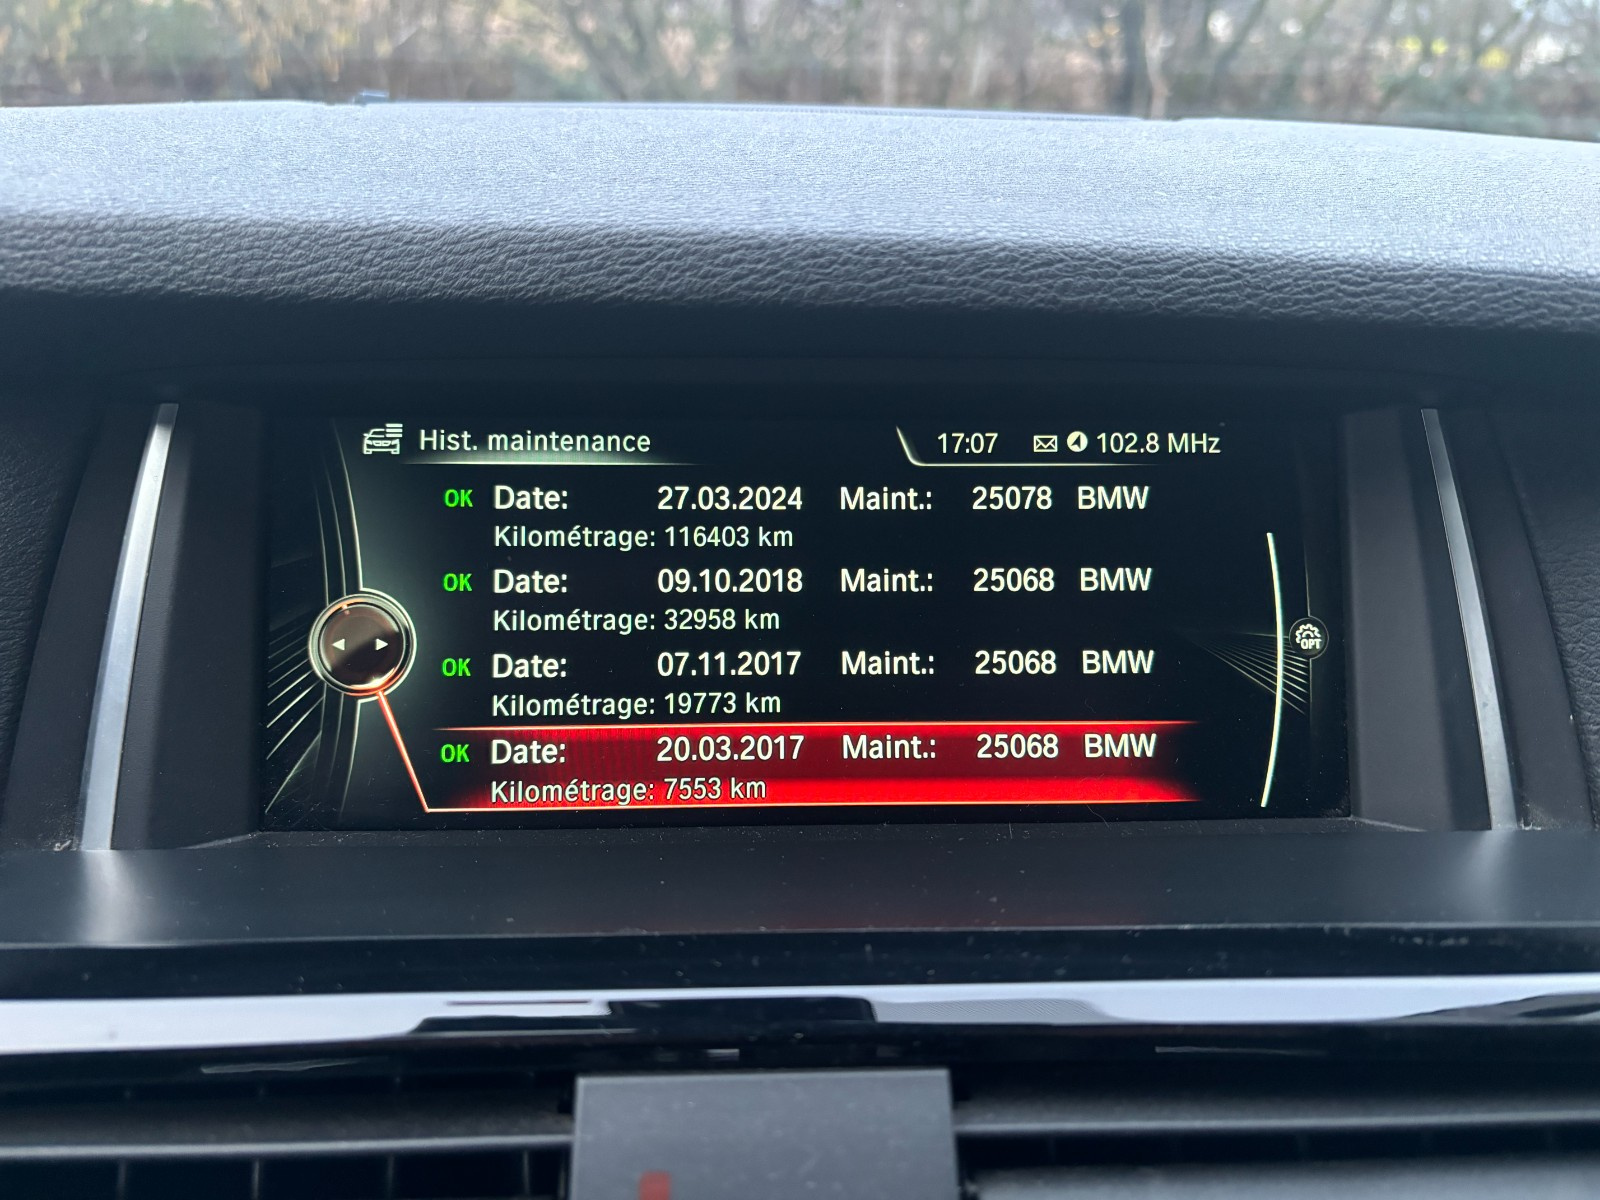 Hist. maintenance 17:07 102.8 MHz
OK Date: 27.03.2024 Maint.: 25078 BMW
Kilométrage: 116403 km
OK Date: 09.10.2018 Maint.: 25068 BMW
Kilométrage: 32958 km
OK Date: 07.11.2017 Maint.: 25068 BMW
Kilométrage: 19773 km
OK Date: 20.03.2017 Maint.: 25068 BMW
Kilométrage: 7553 km
OPT